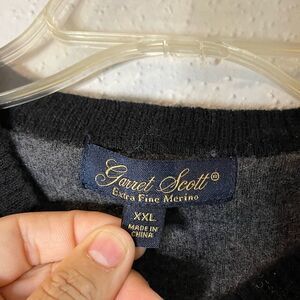 Garret Scott®
Extra Fine Merino
XXL
MADE IN
CHINA